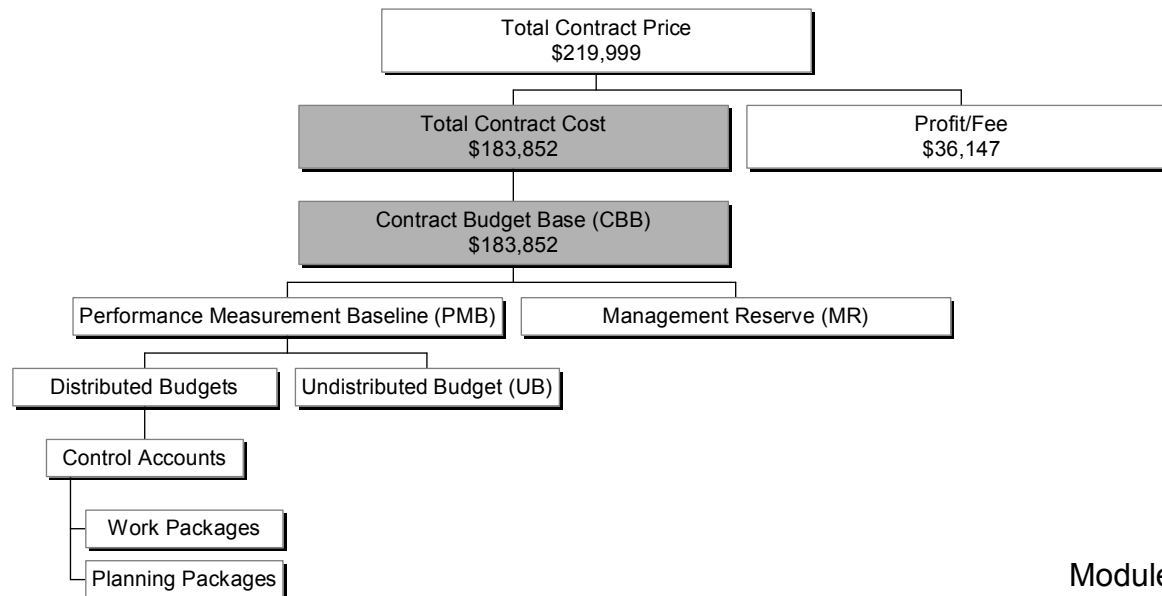 Total Contract Price
$219,999
Total Contract Cost
$183,852
Profit/Fee
$36,147
Contract Budget Base (CBB)
$183,852
Performance Measurement Baseline (PMB)
Management Reserve (MR)
Distributed Budgets
Undistributed Budget (UB)
Control Accounts
Work Packages
Planning Packages
Module